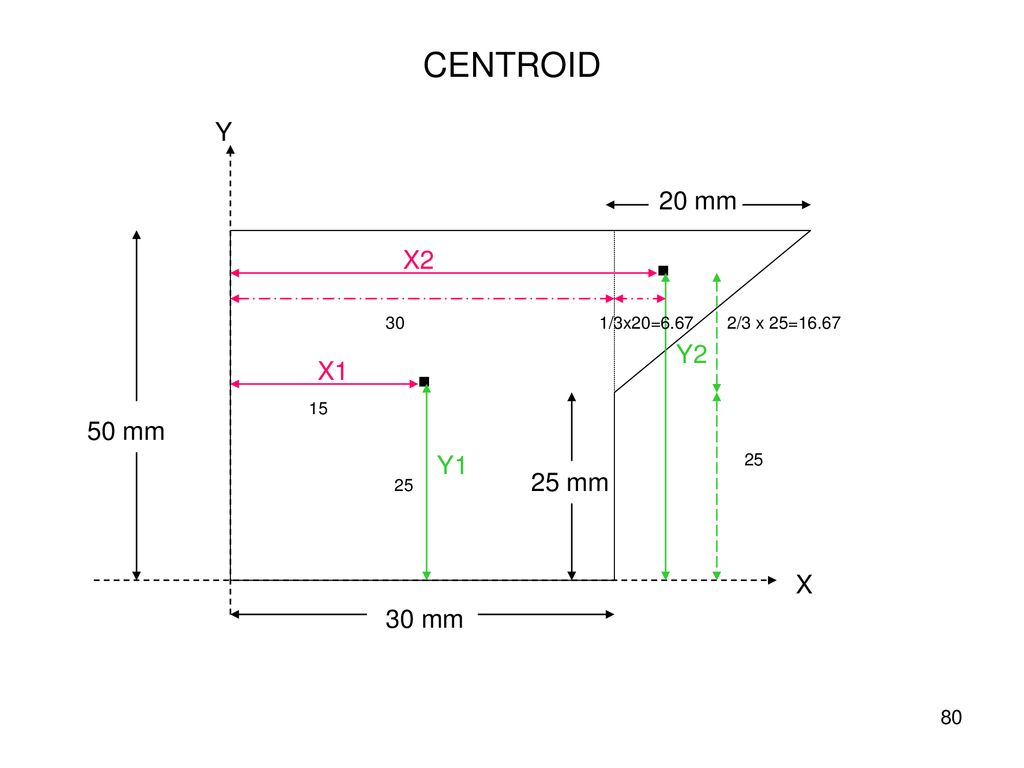 CENTROID
Y
20 mm
X2
30
1/3x20=6.67
2/3 x 25=16.67
Y2
X1
15
50 mm
Y1
25
25 mm
25
X
30 mm
80